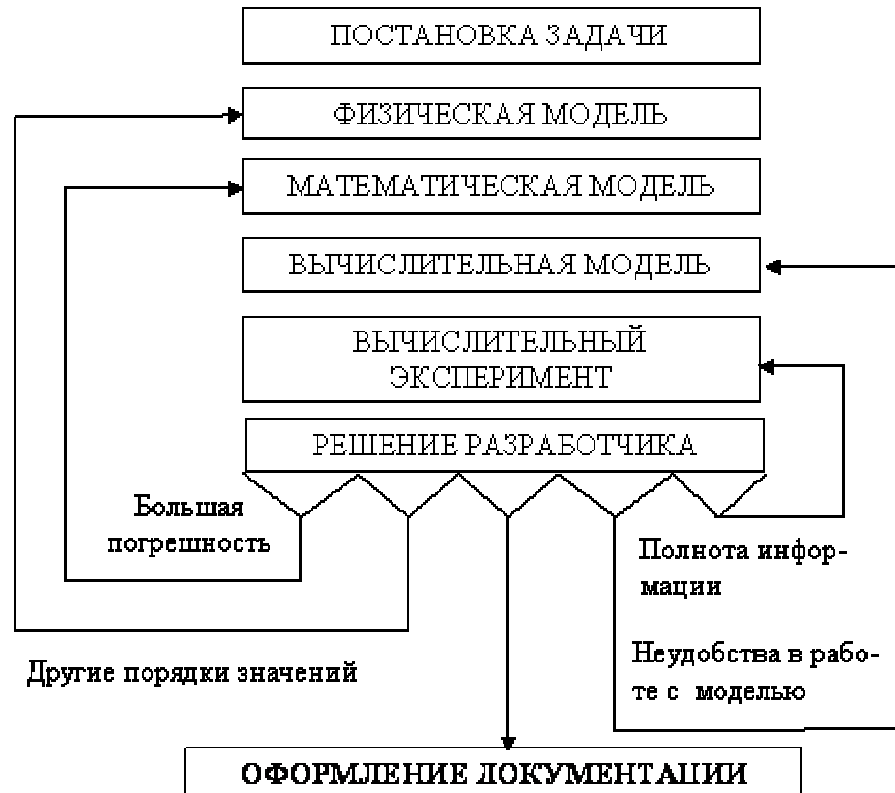 ПОСТАНОВКА ЗАДАЧИ
ФИЗИЧЕСКАЯ МОДЕЛЬ
МАТЕМАТИЧЕСКАЯ МОДЕЛЬ
ВЫЧИСЛИТЕЛЬНАЯ МОДЕЛЬ
ВЫЧИСЛИТЕЛЬНЫЙ
ЭКСПЕРИМЕНТ
РЕШЕНИЕ РАЗРАБОТЧИКА
Большая
погрешность
Полнота инфор-
мации
Другие порядки значений
Неудобства в рабо-
те с моделью
ОФОРМЛЕНИЕ ДОКУМЕНТАЦИИ